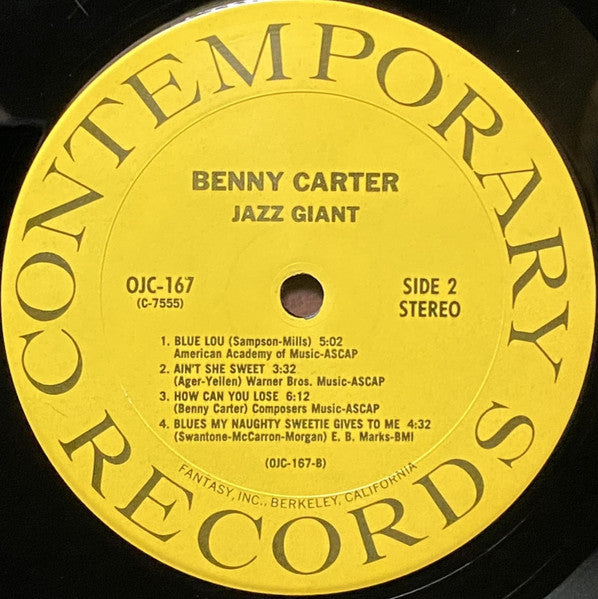 CONTEMPORARY RECORDS
BENNY CARTER
JAZZ GIANT
OJC-167
(C-7555)
SIDE 2
STEREO
1. BLUE LOU (Sampson-Mills) 5:02
American Academy of Music-ASCAP
2. AIN'T SHE SWEET 3:32
(Ager-Yellen) Warner Bros. Music-ASCAP
3. HOW CAN YOU LOSE 6:12
(Benny Carter) Composers Music-ASCAP
4. BLUES MY NAUGHTY SWEETIE GIVES TO ME 4:32
(Swantone-McCarron-Morgan) E. B. Marks-BMI
(OJC-167-B)
FANTASY, INC., BERKELEY, CALIFORNIA